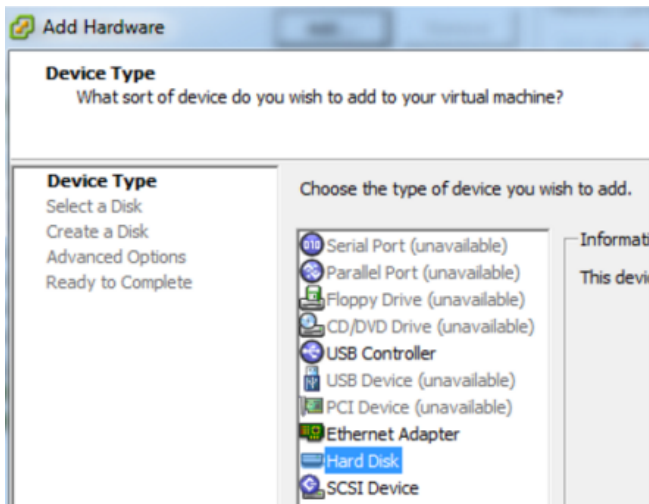 Add Hardware
Device Type
What sort of device do you wish to add to your virtual machine?
Device Type
Select a Disk
Create a Disk
Advanced Options
Ready to Complete
Choose the type of device you wish to add.
Serial Port (unavailable)
Parallel Port (unavailable)
Floppy Drive (unavailable)
CD/DVD Drive (unavailable)
USB Controller
USB Device (unavailable)
PCI Device (unavailable)
Ethernet Adapter
Hard Disk
SCSI Device
Informati
This devi